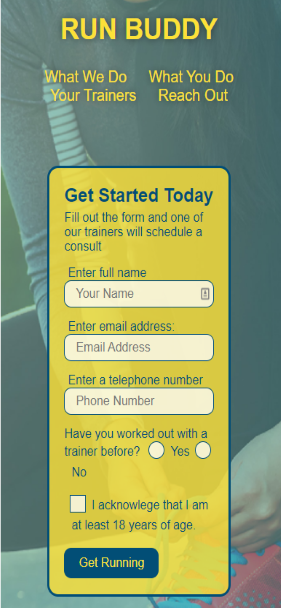 RUN BUDDY
What We Do What You Do
Your Trainers Reach Out
Get Started Today
Fill out the form and one of
our trainers will schedule a
consult
Enter full name
Your Name
Enter email address:
Email Address
Enter a telephone number
Phone Number
Have you worked out with a
trainer before? Yes
No
I acknowlege that I am
at least 18 years of age.
Get Running